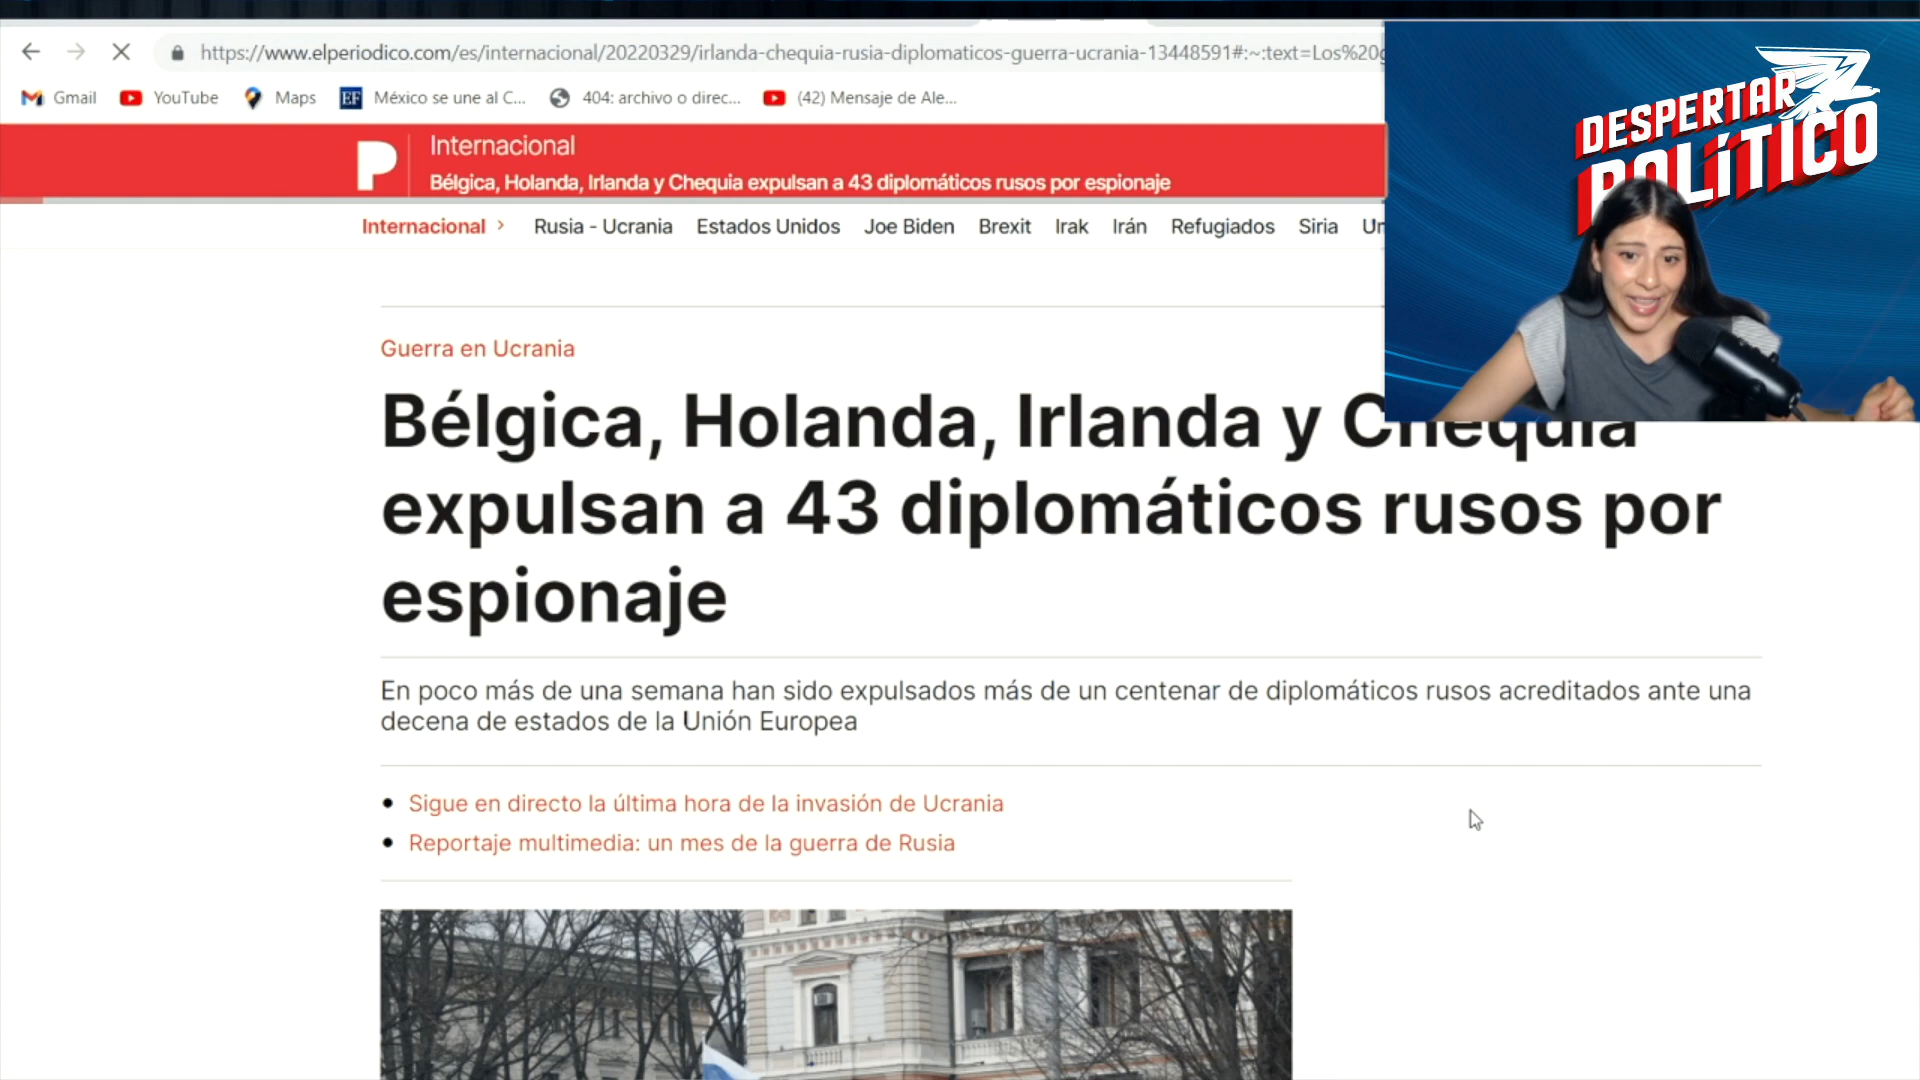 https://www.elperiodico.com/es/internacional/20220329/irlanda-chequia-rusia-diplomaticos-guerra-ucrania-13448591#:~:text=Los%20
Gmail YouTube Maps EF México se une al C... 404: archivo o direc... (42) Mensaje de Ale...
DESPERTAR
POLÍTICO
P Internacional
Bélgica, Holanda, Irlanda y Chequia expulsan a 43 diplomáticos rusos por espionaje
Internacional > Rusia - Ucrania Estados Unidos Joe Biden Brexit Irak Irán Refugiados Siria
Guerra en Ucrania
Bélgica, Holanda, Irlanda y Chequia
expulsan a 43 diplomáticos rusos por
espionaje
En poco más de una semana han sido expulsados más de un centenar de diplomáticos rusos acreditados ante una
decena de estados de la Unión Europea
• Sigue en directo la última hora de la invasión de Ucrania
• Reportaje multimedia: un mes de la guerra de Rusia